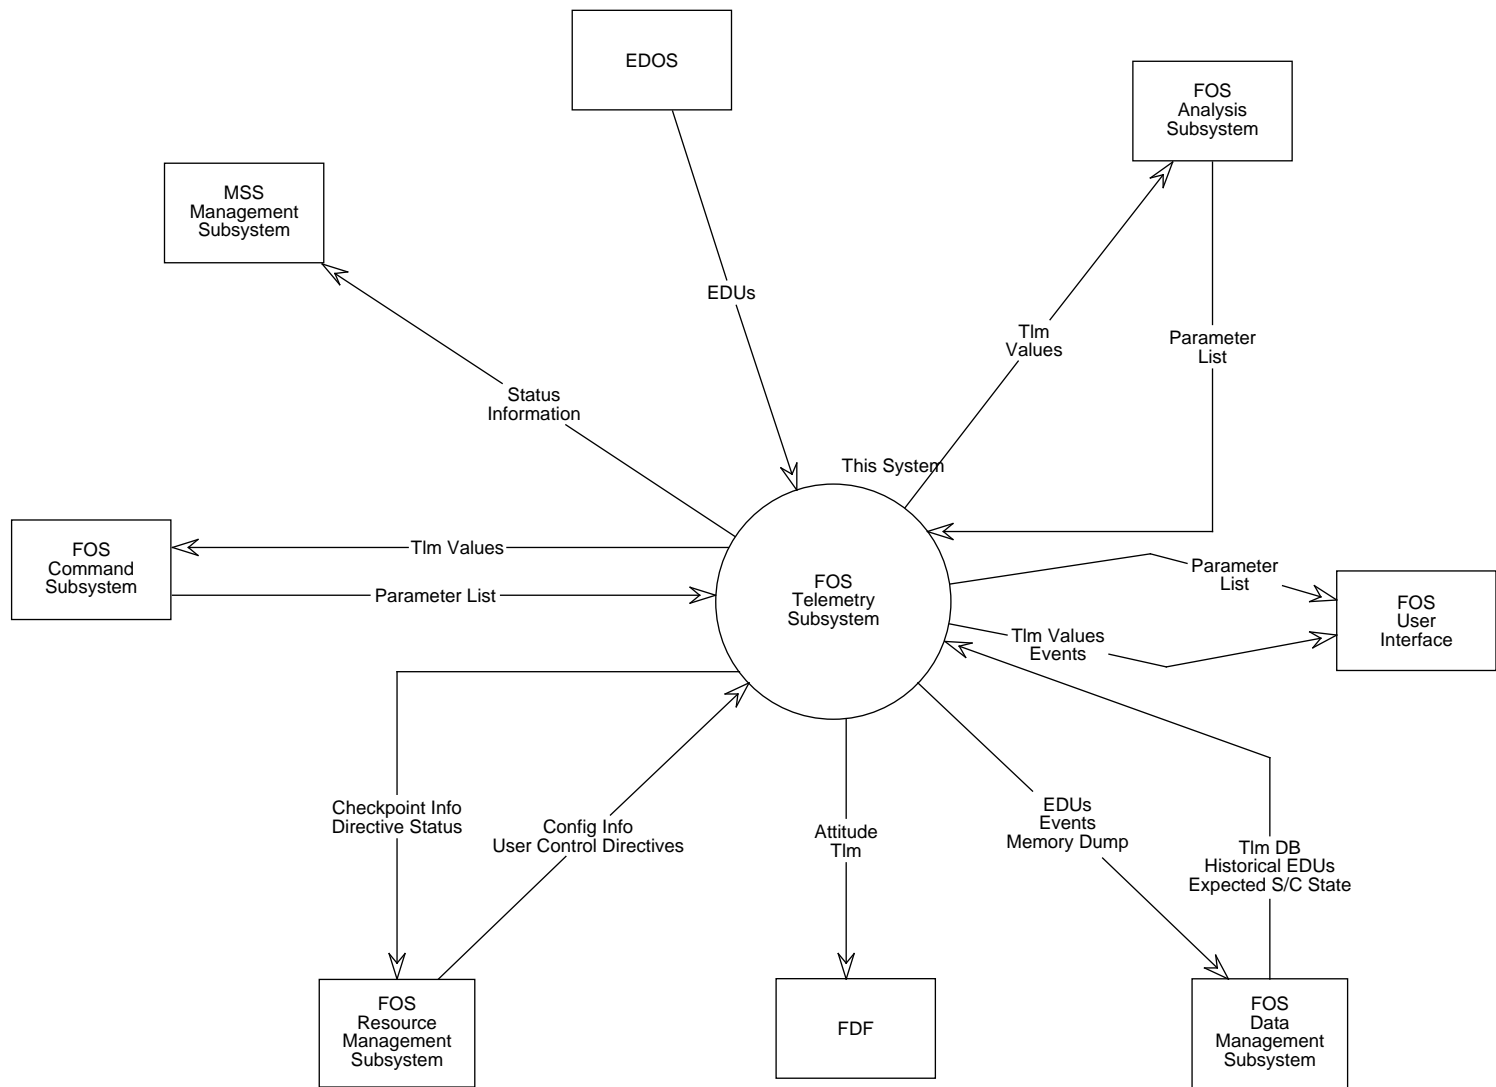 EDOS
FOS
Analysis
Subsystem
MSS
Management
Subsystem
EDUs
Tlm
Values
Parameter
List
Status
Information
This System
FOS
Command
Subsystem
Tlm Values
Parameter List
FOS
Telemetry
Subsystem
Parameter
List
Tlm Values
Events
FOS
User
Interface
Checkpoint Info
Directive Status
Config Info
User Control Directives
Attitude
Tlm
EDUs
Events
Memory Dump
Tlm DB
Historical EDUs
Expected S/C State
FOS
Resource
Management
Subsystem
FDF
FOS
Data
Management
Subsystem